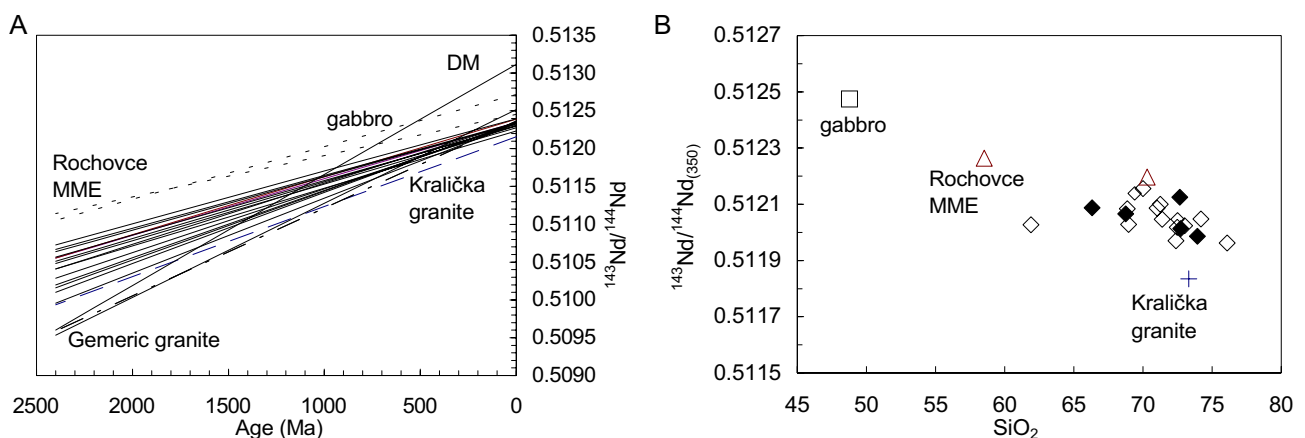 A
DM
gabbro
Rochovce
MME
Kralička
granite
Gemeric granite
0.5135
0.5130
0.5125
0.5120
0.5115
0.5110
0.5105
0.5100
0.5095
0.5090
¹⁴³Nd/¹⁴⁴Nd
2500 2000 1500 1000 500 0
Age (Ma)
B
0.5127
0.5125
0.5123
0.5121
0.5119
0.5117
0.5115
¹⁴³Nd/¹⁴⁴Nd₍₃₅₀₎
gabbro
Rochovce
MME
Kralička
granite
45 50 55 60 65 70 75 80
SiO₂